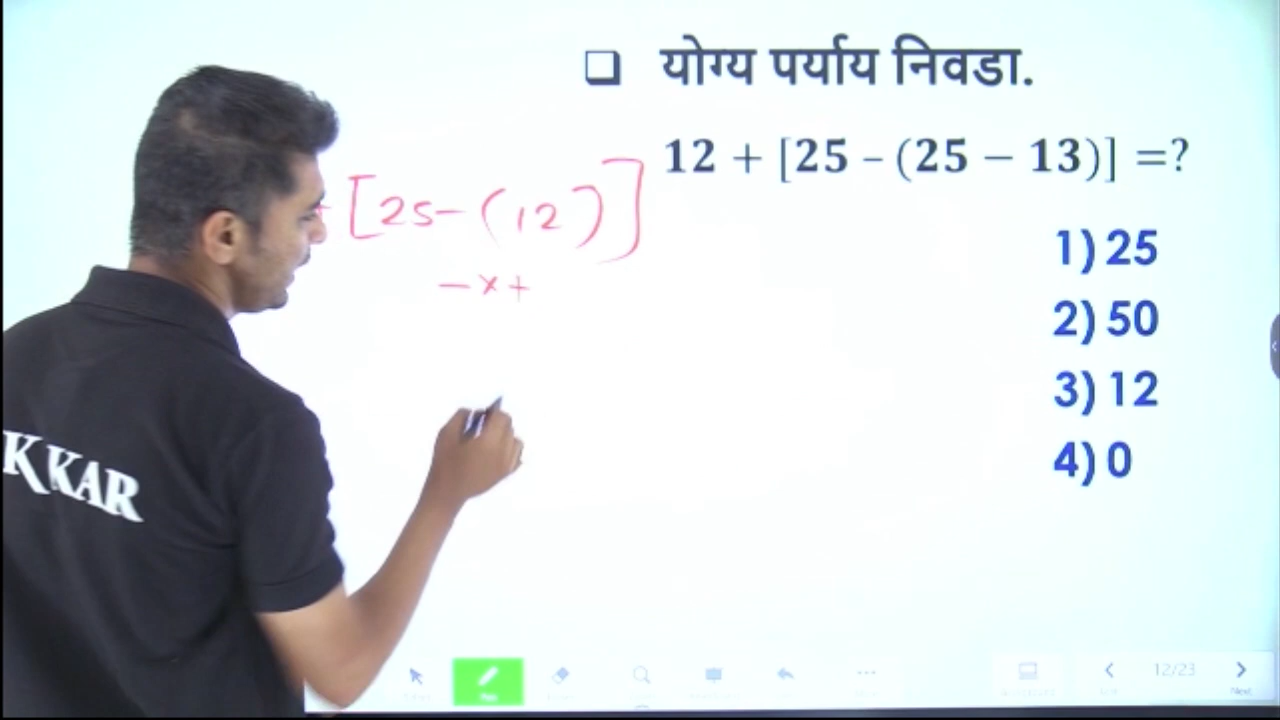 ❑ योग्य पर्याय निवडा.
12 + [25 – (25 – 13)] =?
[25-(12)]
-x+
1) 25
2) 50
3) 12
4) 0
KKAR
12/23
Next